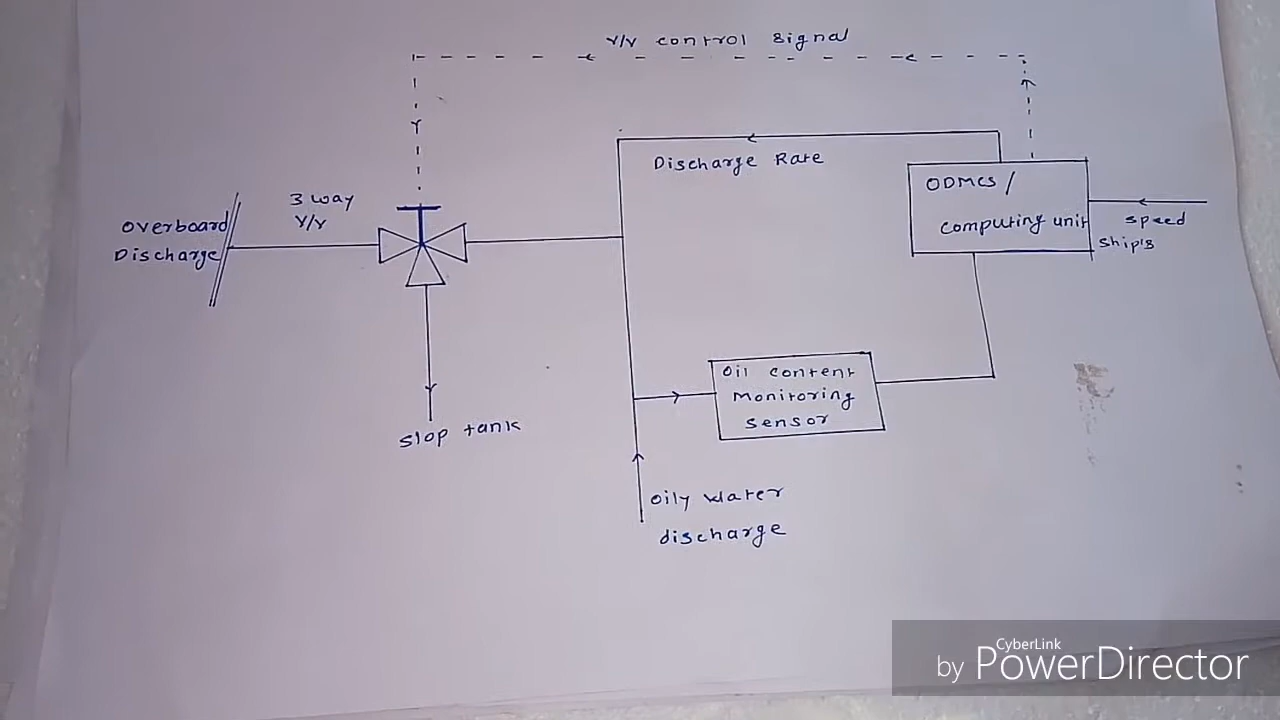 v/v control signal
Discharge Rate
ODMCS/
computing unit
speed
ship's
3 way
v/v
overboard
Discharge
oil content
Monitoring
sensor
slop tank
oily water
discharge
CyberLink
by PowerDirector